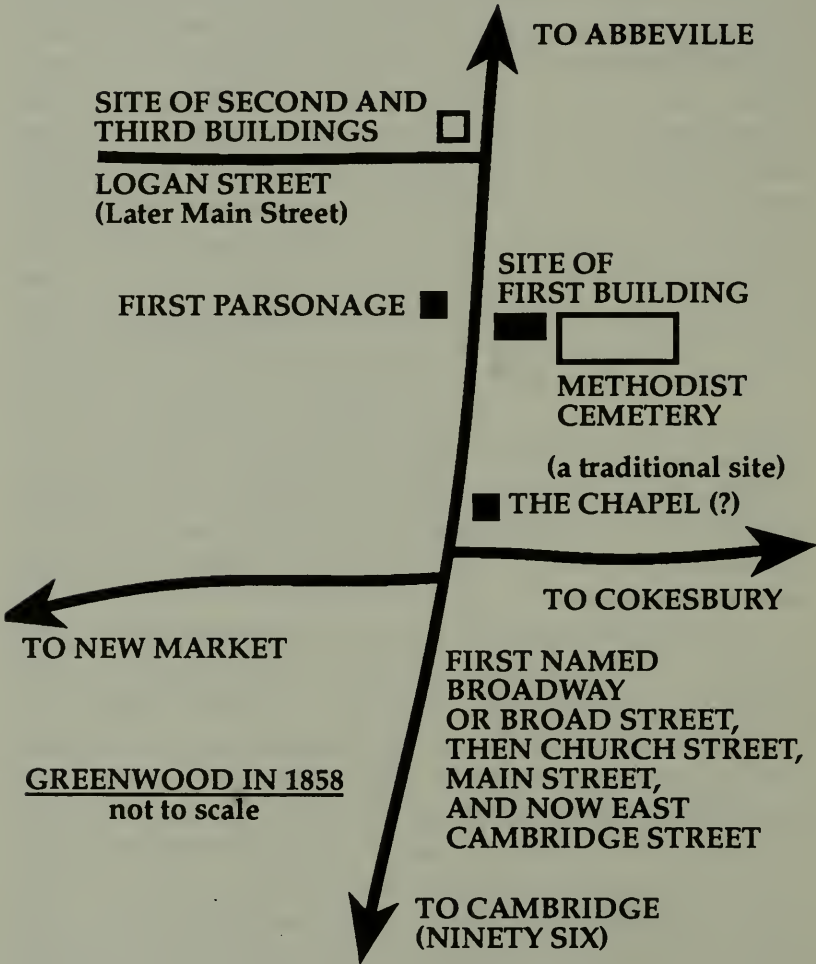 TO ABBEVILLE
SITE OF SECOND AND
THIRD BUILDINGS
LOGAN STREET
(Later Main Street)
SITE OF
FIRST BUILDING
FIRST PARSONAGE
METHODIST
CEMETERY
(a traditional site)
THE CHAPEL (?)
TO COKESBURY
TO NEW MARKET
FIRST NAMED
BROADWAY
OR BROAD STREET,
THEN CHURCH STREET,
MAIN STREET,
AND NOW EAST
CAMBRIDGE STREET
GREENWOOD IN 1858
not to scale
TO CAMBRIDGE
(NINETY SIX)